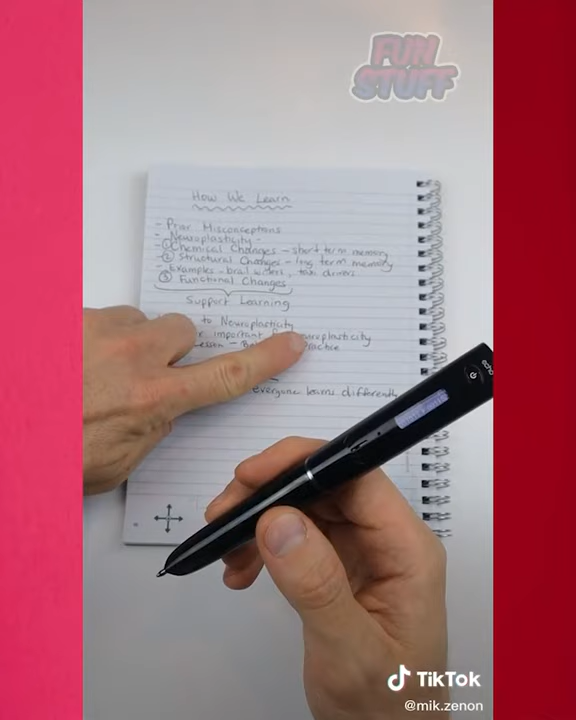 FUN
STUFF
How We Learn
- Prior Misconceptions
- Neuroplasticity -
① Chemical Changes - short term memory
② Structural Changes - long term memory
- Examples - brail readers, taxi drivers
③ Functional Changes
Support Learning
to Neuroplasticity
important neuroplasticity
Practice
everyone learns differently
echo
TikTok
@mik.zenon